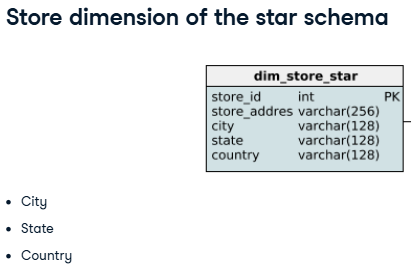 Store dimension of the star schema
dim_store_star
store_id int PK
store_addres varchar(256)
city varchar(128)
state varchar(128)
country varchar(128)
• City
• State
• Country